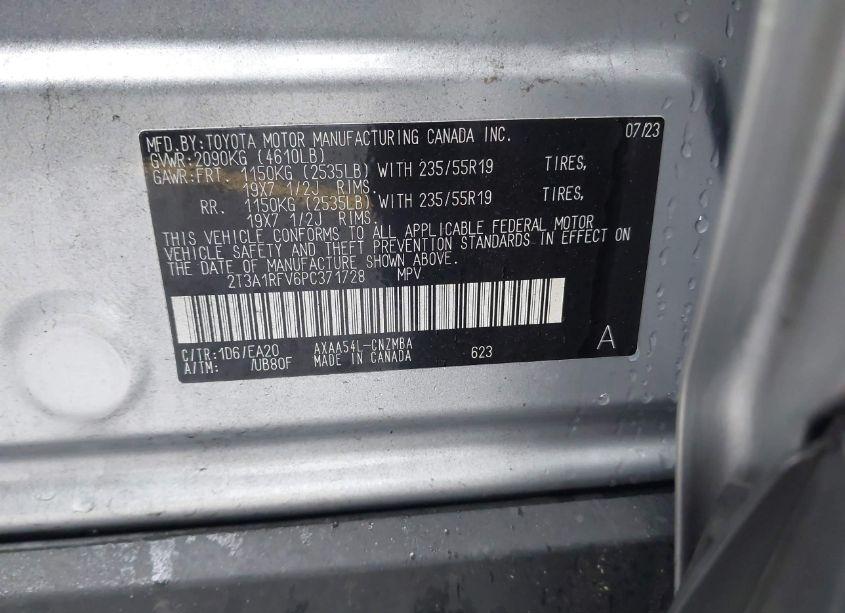 MFD.BY:TOYOTA MOTOR MANUFACTURING CANADA INC. 07/23
GVWR:2090KG (4610LB)
GAWR:FRT. 1150KG (2535LB) WITH 235/55R19 TIRES,
19X7 1/2J RIMS.
RR. 1150KG (2535LB) WITH 235/55R19 TIRES,
19X7 1/2J RIMS.
THIS VEHICLE CONFORMS TO ALL APPLICABLE FEDERAL MOTOR
VEHICLE SAFETY AND THEFT PREVENTION STANDARDS IN EFFECT ON
THE DATE OF MANUFACTURE SHOWN ABOVE.
2T3A1RFV6PC371728 MPV
C/TR:1D6/EA20 AXAA54L-CNZMBA 623 A
A/TM: /UB80F MADE IN CANADA